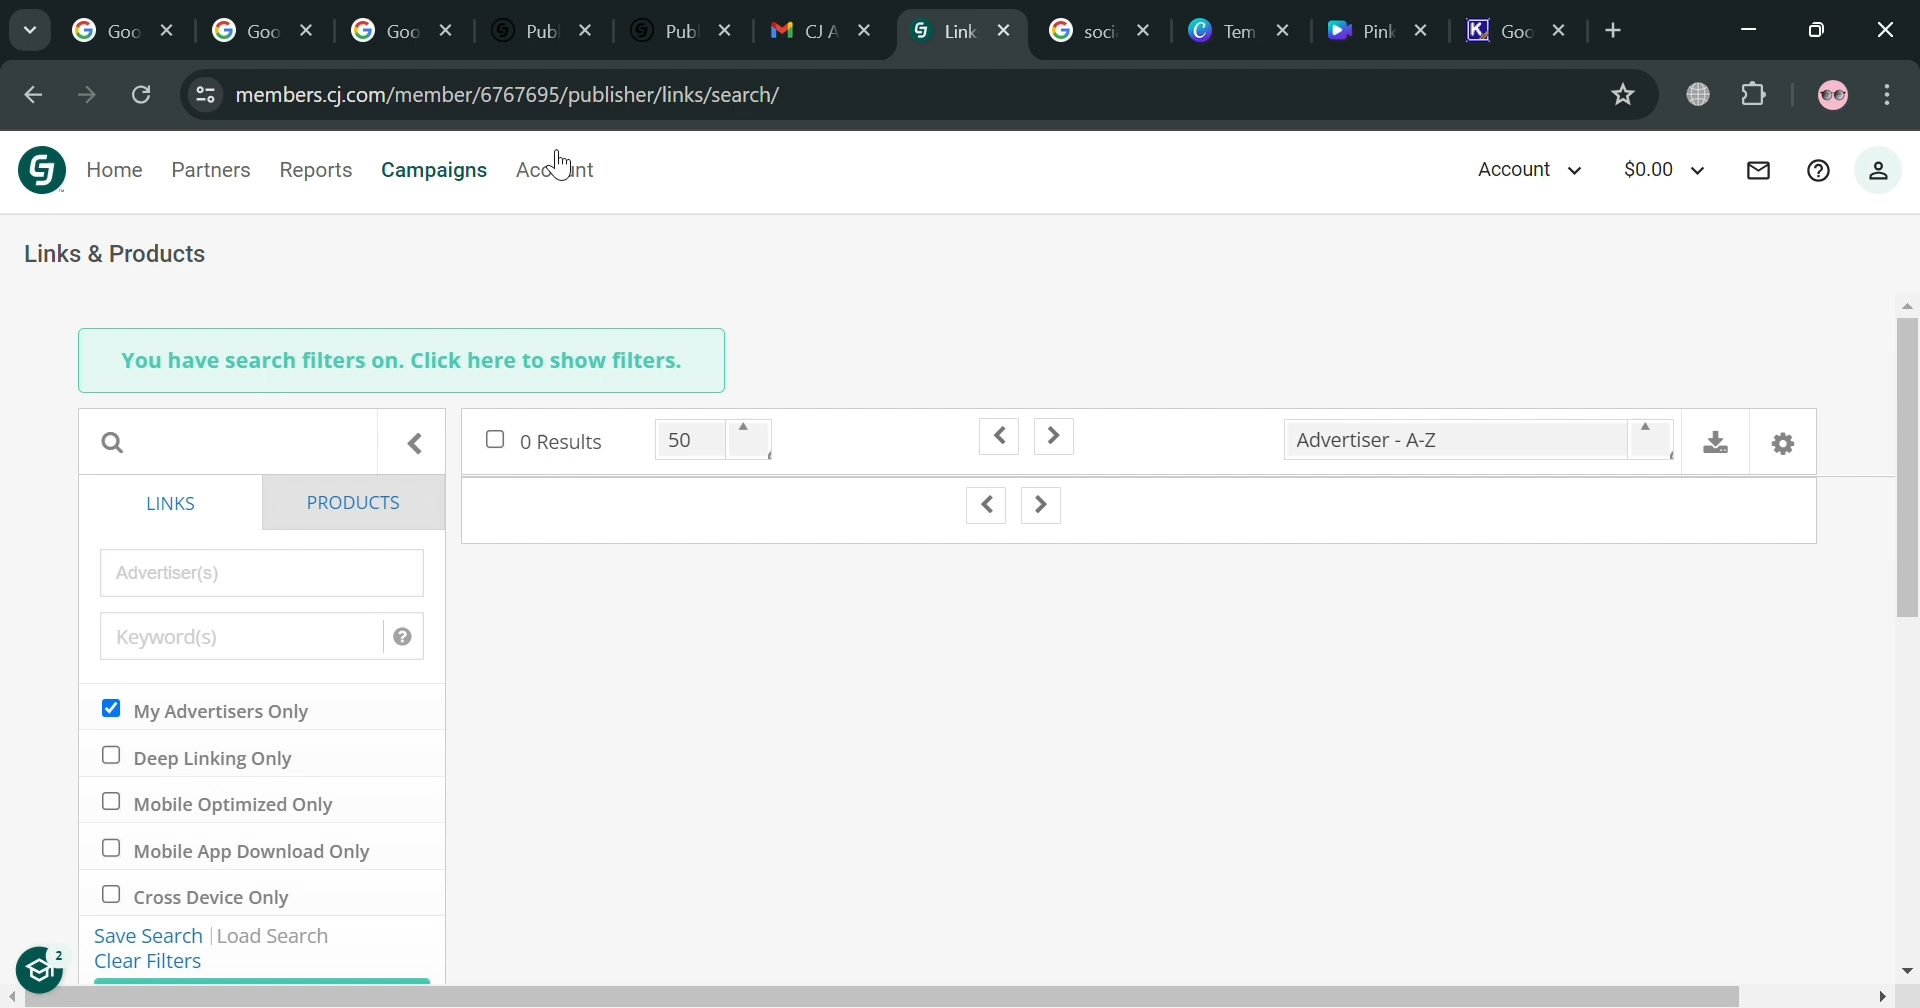 Goo
Goo
Goo
Publ
Publ
CJ A
Link
soci
Tem
Pink
Goo
members.cj.com/member/6767695/publisher/links/search/
Home
Partners
Reports
Campaigns
Account
Account
$0.00
Links & Products
You have search filters on. Click here to show filters.
0 Results
50
Advertiser - A-Z
LINKS
PRODUCTS
Advertiser(s)
Keyword(s)
My Advertisers Only
Deep Linking Only
Mobile Optimized Only
Mobile App Download Only
Cross Device Only
Save Search | Load Search
Clear Filters
2